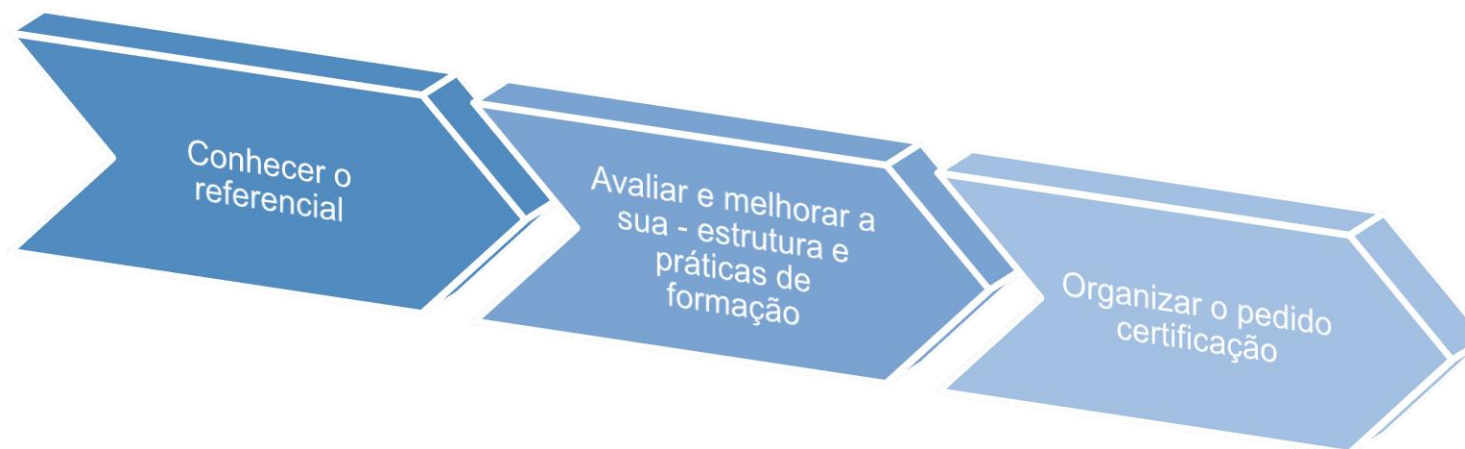 Conhecer o
referencial
Avaliar e melhorar a
sua - estrutura e
práticas de
formação
Organizar o pedido
certificação